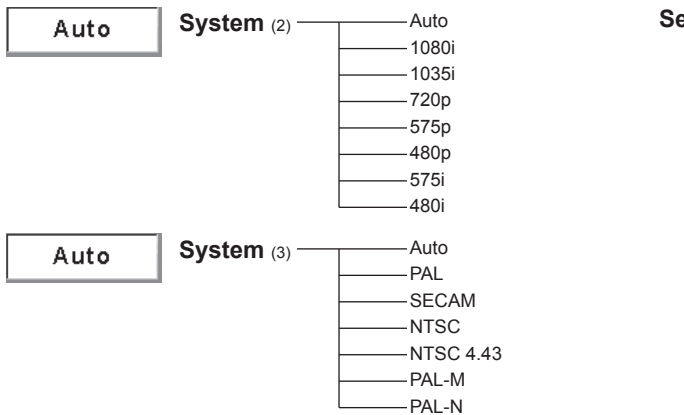 Auto
System (2)
Auto
1080i
1035i
720p
575p
480p
575i
480i
Se
Auto
System (3)
Auto
PAL
SECAM
NTSC
NTSC 4.43
PAL-M
PAL-N